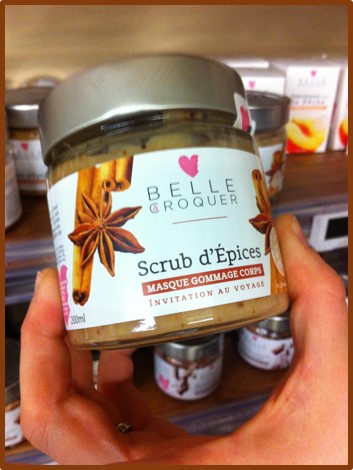 BELLE
À CROQUER
Scrub d'Épices
MASQUE GOMMAGE CORPS
INVITATION AU VOYAGE
200ml